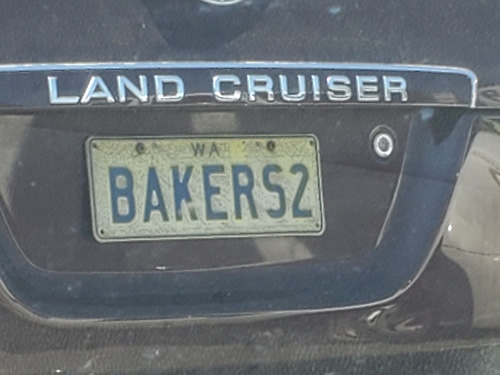 LAND CRUISER
WA
BAKERS2